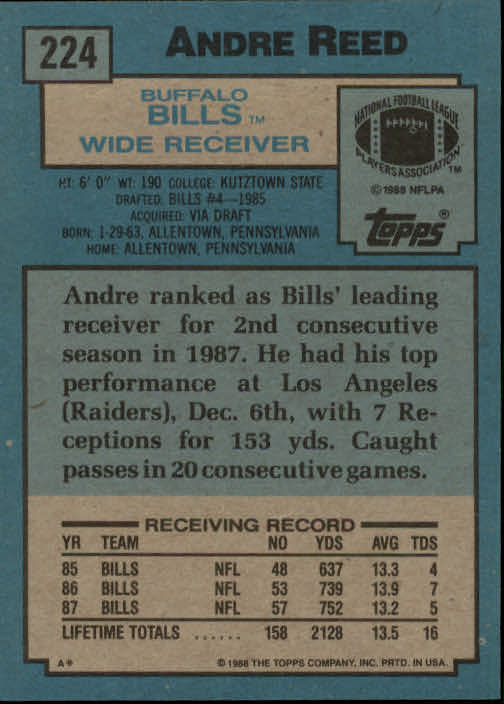 224
ANDRE REED
BUFFALO
BILLS™
WIDE RECEIVER
NATIONAL FOOTBALL LEAGUE
PLAYERS ASSOCIATION™
©1988 NFLPA
topps®
HT: 6' 0" WT: 190 COLLEGE: KUTZTOWN STATE
DRAFTED: BILLS #4—1985
ACQUIRED: VIA DRAFT
BORN: 1-29-63, ALLENTOWN, PENNSYLVANIA
HOME: ALLENTOWN, PENNSYLVANIA
Andre ranked as Bills' leading
receiver for 2nd consecutive
season in 1987. He had his top
performance at Los Angeles
(Raiders), Dec. 6th, with 7 Re-
ceptions for 153 yds. Caught
passes in 20 consecutive games.
RECEIVING RECORD
YR TEAM NO YDS AVG TDS
85 BILLS NFL 48 637 13.3 4
86 BILLS NFL 53 739 13.9 7
87 BILLS NFL 57 752 13.2 5
LIFETIME TOTALS ...... 158 2128 13.5 16
A* ©1988 THE TOPPS COMPANY, INC. PRTD. IN USA.